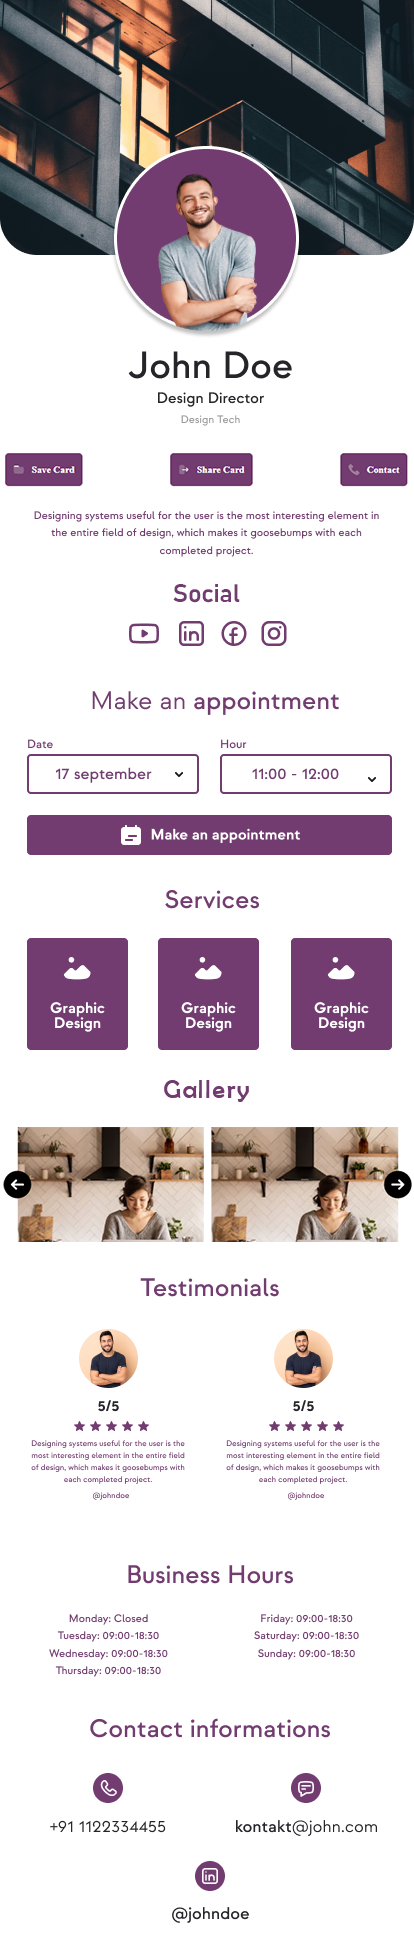 John Doe
Design Director
Design Tech
Save Card
Share Card
Contact
Designing systems useful for the user is the most interesting element in
the entire field of design, which makes it goosebumps with each
completed project.
Social
Make an appointment
Date
Hour
17 september
11:00 - 12:00
Make an appointment
Services
Graphic
Design
Graphic
Design
Graphic
Design
Gallery
Testimonials
5/5
Designing systems useful for the user is the
most interesting element in the entire field
of design, which makes it goosebumps with
each completed project.
@johndoe
5/5
Designing systems useful for the user is the
most interesting element in the entire field
of design, which makes it goosebumps with
each completed project.
@johndoe
Business Hours
Monday: Closed
Tuesday: 09:00-18:30
Wednesday: 09:00-18:30
Thursday: 09:00-18:30
Friday: 09:00-18:30
Saturday: 09:00-18:30
Sunday: 09:00-18:30
Contact informations
+91 1122334455
kontakt@john.com
@johndoe